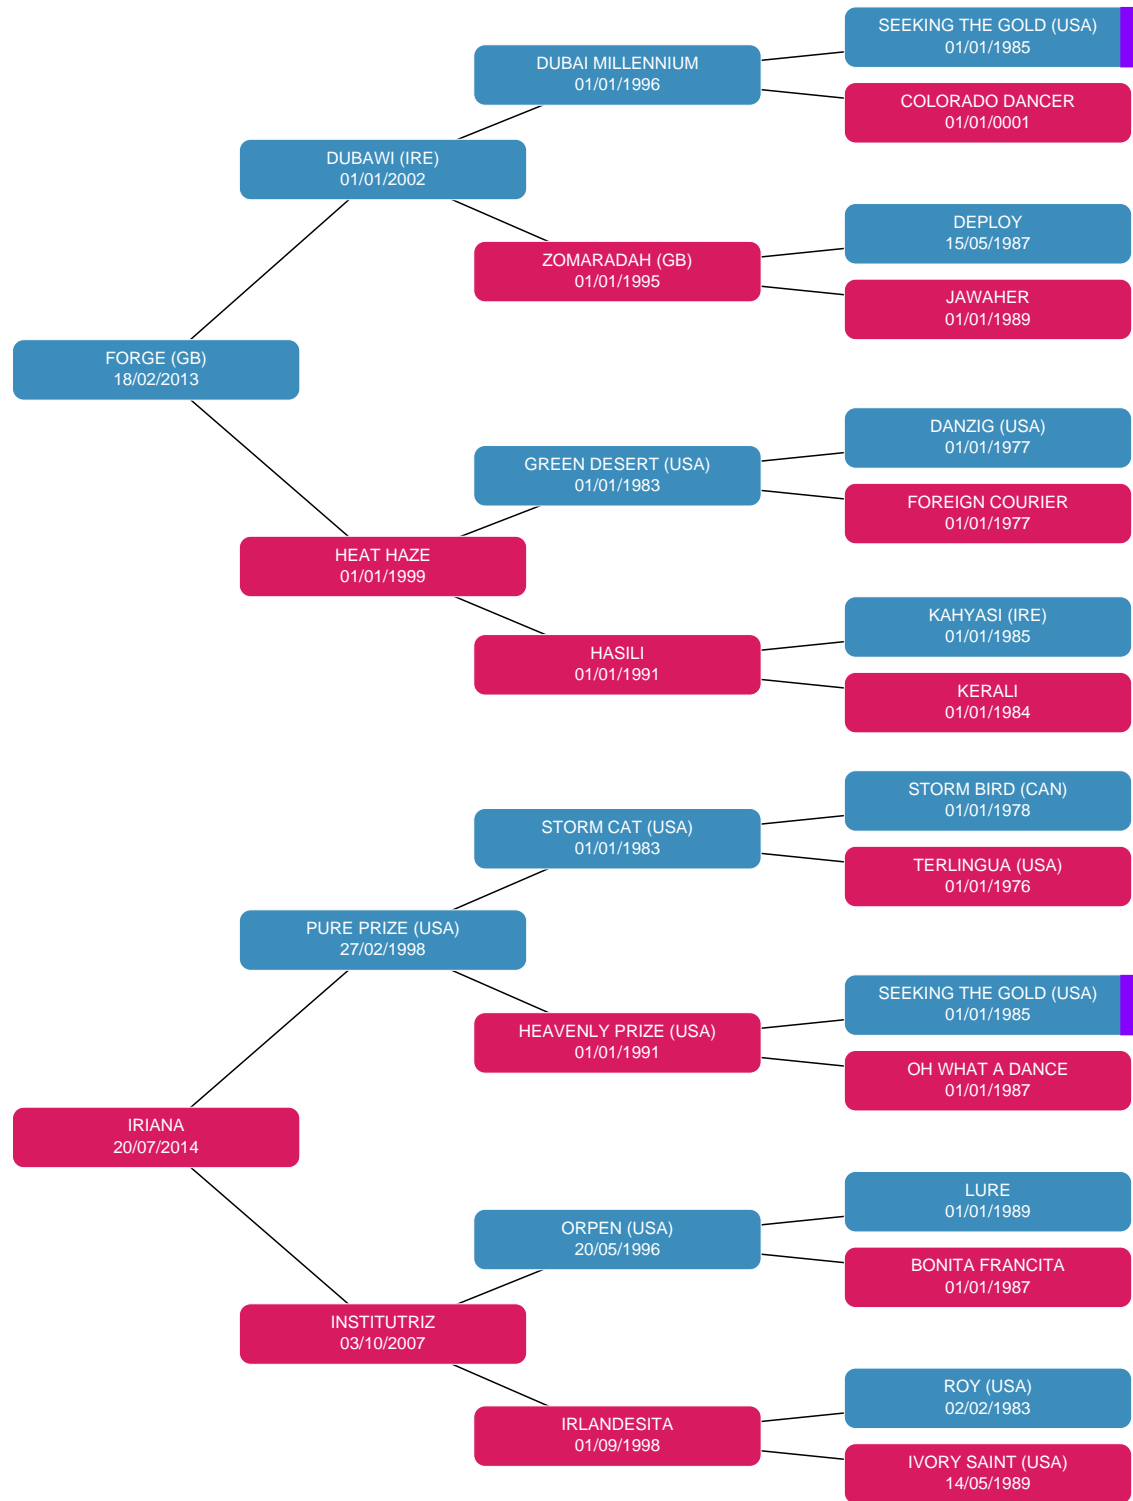 SEEKING THE GOLD (USA)
01/01/1985
DUBAI MILLENNIUM
01/01/1996
COLORADO DANCER
01/01/0001
DUBAWI (IRE)
01/01/2002
DEPLOY
15/05/1987
ZOMARADAH (GB)
01/01/1995
JAWAHER
01/01/1989
FORGE (GB)
18/02/2013
DANZIG (USA)
01/01/1977
GREEN DESERT (USA)
01/01/1983
FOREIGN COURIER
01/01/1977
HEAT HAZE
01/01/1999
KAHYASI (IRE)
01/01/1985
HASILI
01/01/1991
KERALI
01/01/1984
STORM BIRD (CAN)
01/01/1978
STORM CAT (USA)
01/01/1983
TERLINGUA (USA)
01/01/1976
PURE PRIZE (USA)
27/02/1998
SEEKING THE GOLD (USA)
01/01/1985
HEAVENLY PRIZE (USA)
01/01/1991
OH WHAT A DANCE
01/01/1987
IRIANA
20/07/2014
LURE
01/01/1989
ORPEN (USA)
20/05/1996
BONITA FRANCITA
01/01/1987
INSTITUTRIZ
03/10/2007
ROY (USA)
02/02/1983
IRLANDESITA
01/09/1998
IVORY SAINT (USA)
14/05/1989